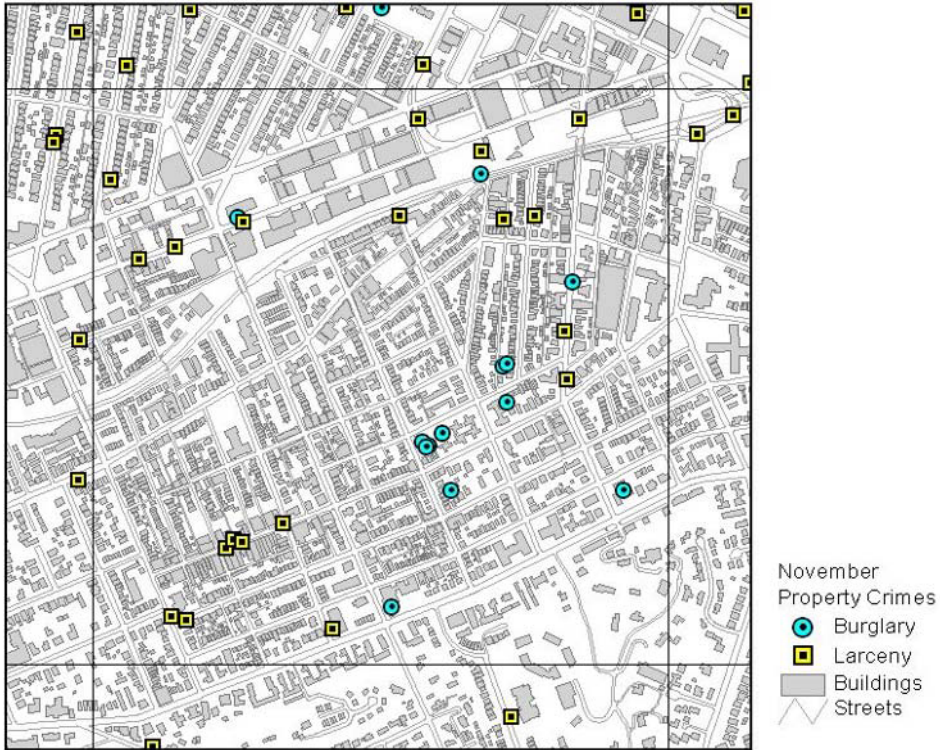 November
Property Crimes
Burglary
Larceny
Buildings
Streets